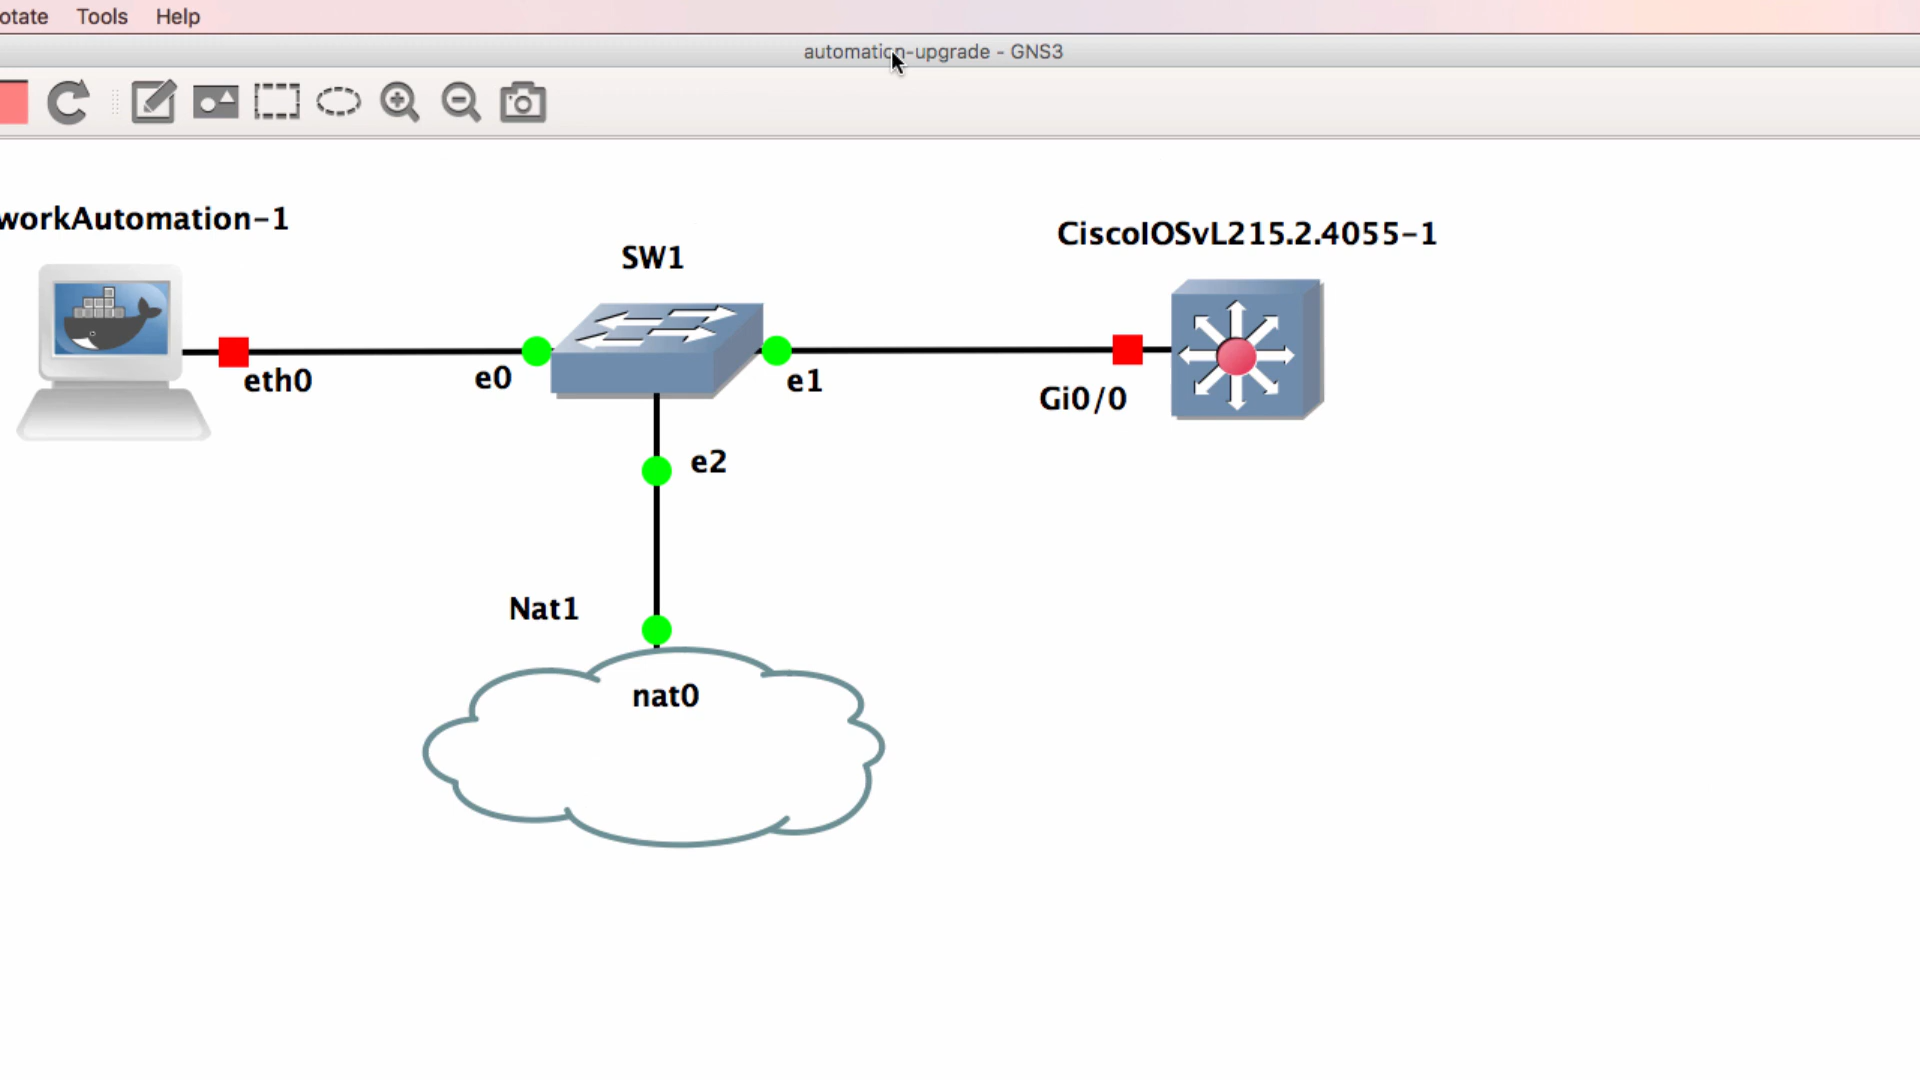 otate Tools Help
automation-upgrade - GNS3
workAutomation-1
CiscoIOSvL215.2.4055-1
SW1
eth0
e0
e1
Gi0/0
e2
Nat1
nat0